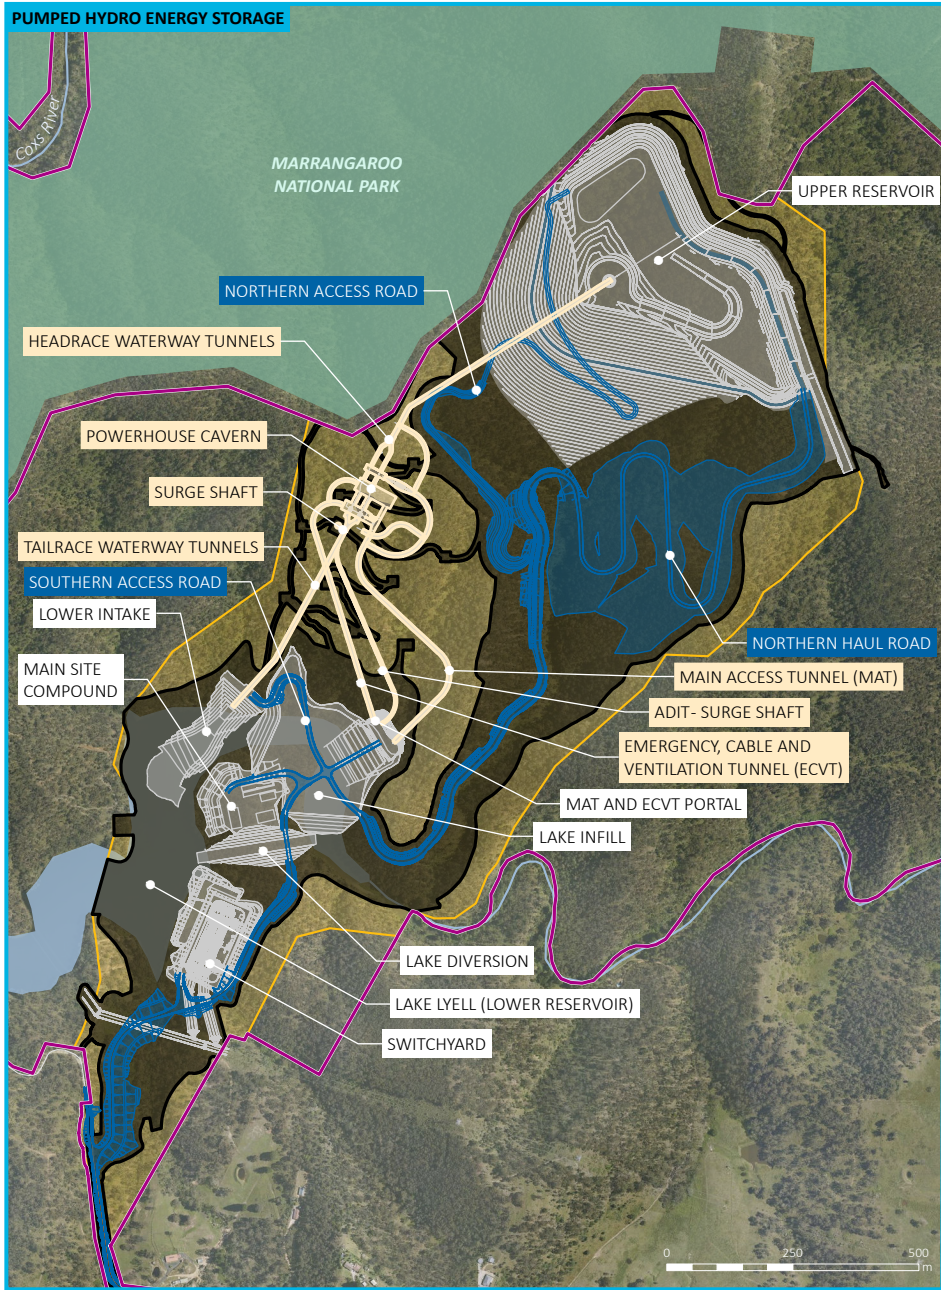 PUMPED HYDRO ENERGY STORAGE
Coxs River
MARRANGAROO
NATIONAL PARK
UPPER RESERVOIR
NORTHERN ACCESS ROAD
HEADRACE WATERWAY TUNNELS
POWERHOUSE CAVERN
SURGE SHAFT
TAILRACE WATERWAY TUNNELS
SOUTHERN ACCESS ROAD
LOWER INTAKE
NORTHERN HAUL ROAD
MAIN SITE
COMPOUND
MAIN ACCESS TUNNEL (MAT)
ADIT - SURGE SHAFT
EMERGENCY, CABLE AND
VENTILATION TUNNEL (ECVT)
MAT AND ECVT PORTAL
LAKE INFILL
LAKE DIVERSION
LAKE LYELL (LOWER RESERVOIR)
SWITCHYARD
0 250 500
m